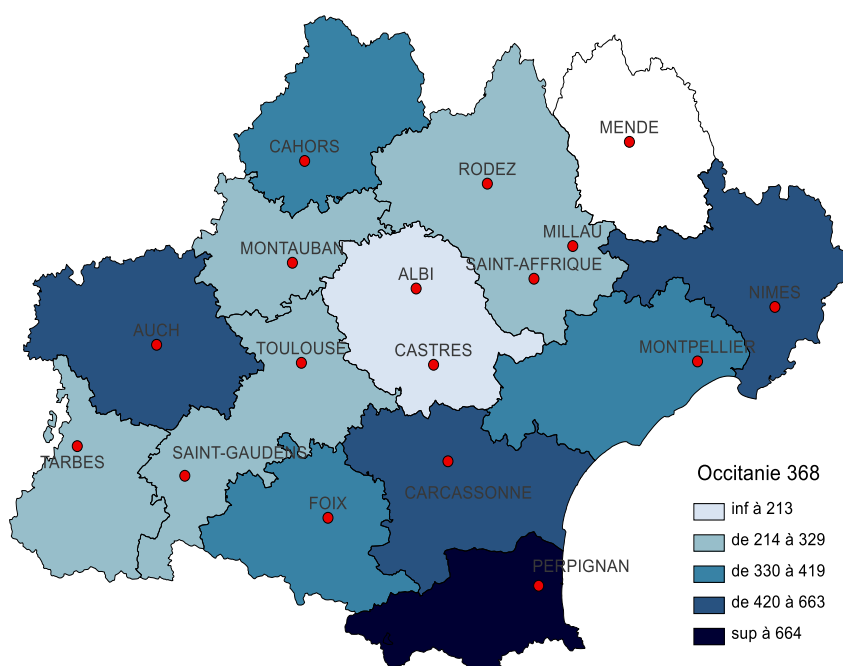 MENDE
CAHORS
RODEZ
MILLAU
MONTAUBAN
SAINT-AFFRIQUE
ALBI
NIMES
AUCH
TOULOUSE
CASTRES
MONTPELLIER
SAINT-GAUDENS
TARBES
CARCASSONNE
FOIX
PERPIGNAN
Occitanie 368
inf à 213
de 214 à 329
de 330 à 419
de 420 à 663
sup à 664